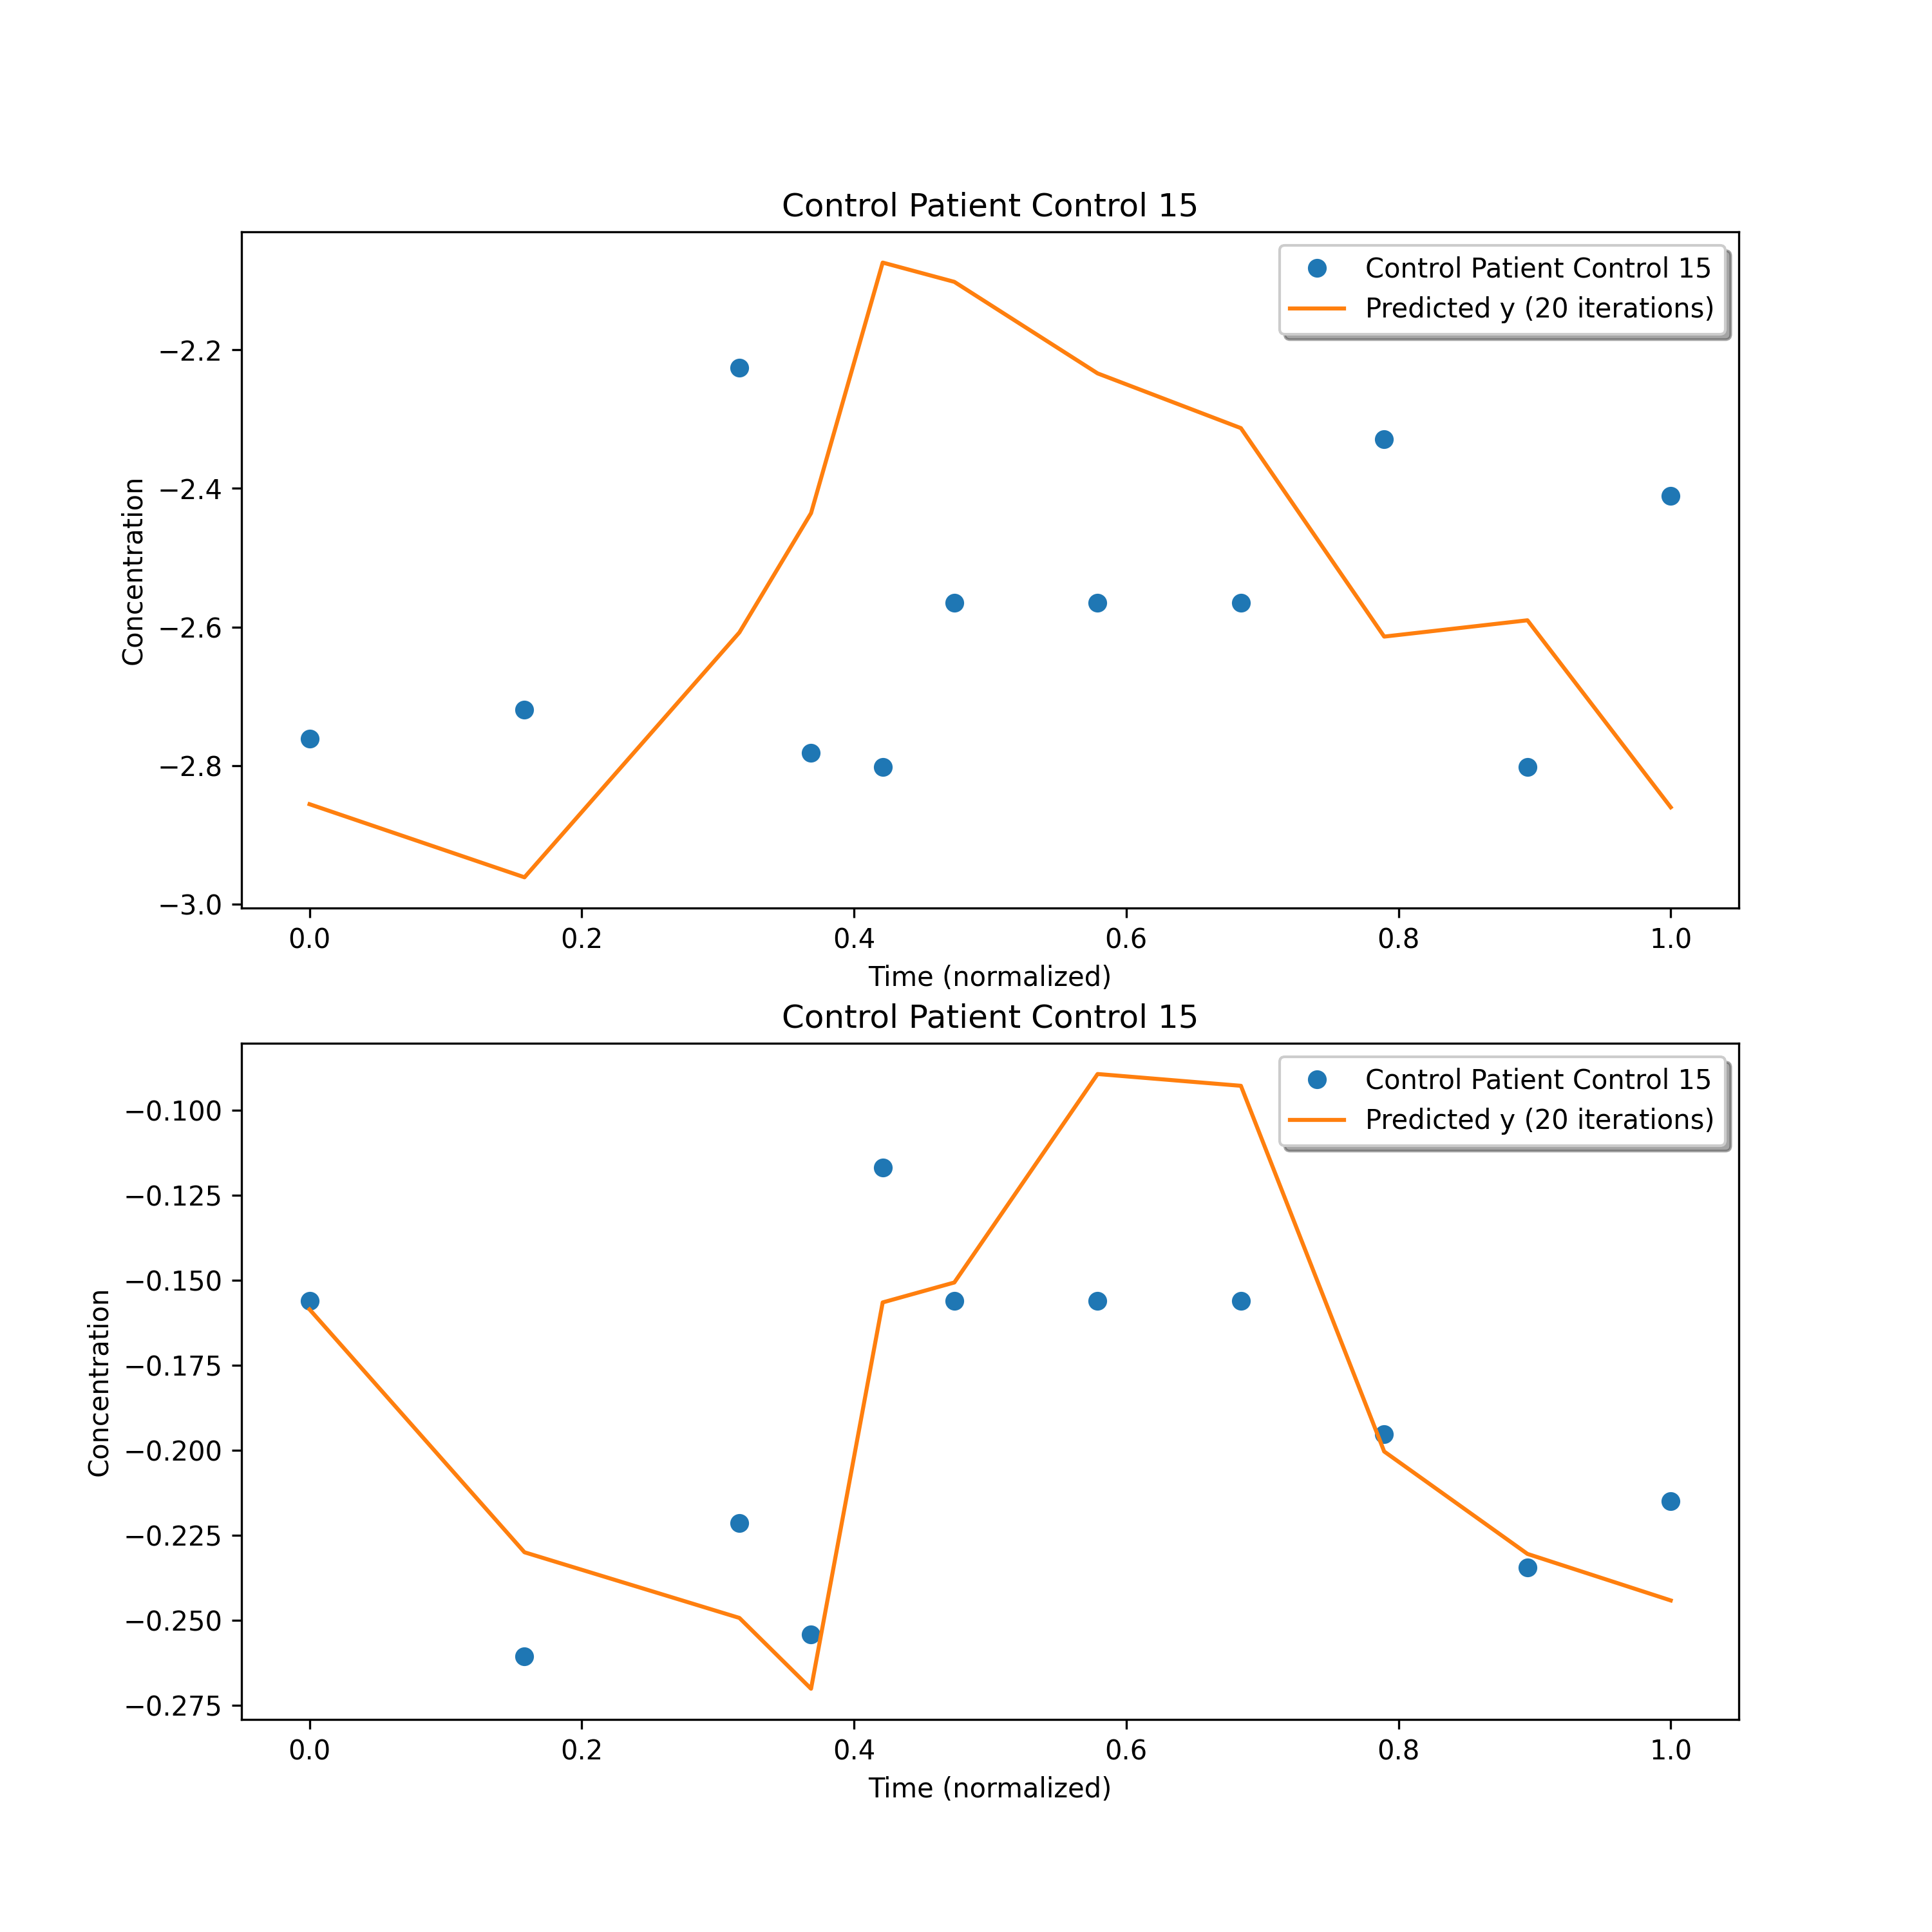 Control Patient Control 15
Control Patient Control 15
Predicted y (20 iterations)
−2.2
−2.4
−2.6
−2.8
−3.0
Concentration
0.0 0.2 0.4 0.6 0.8 1.0
Time (normalized)
Control Patient Control 15
Control Patient Control 15
Predicted y (20 iterations)
−0.100
−0.125
−0.150
−0.175
−0.200
−0.225
−0.250
−0.275
Concentration
0.0 0.2 0.4 0.6 0.8 1.0
Time (normalized)